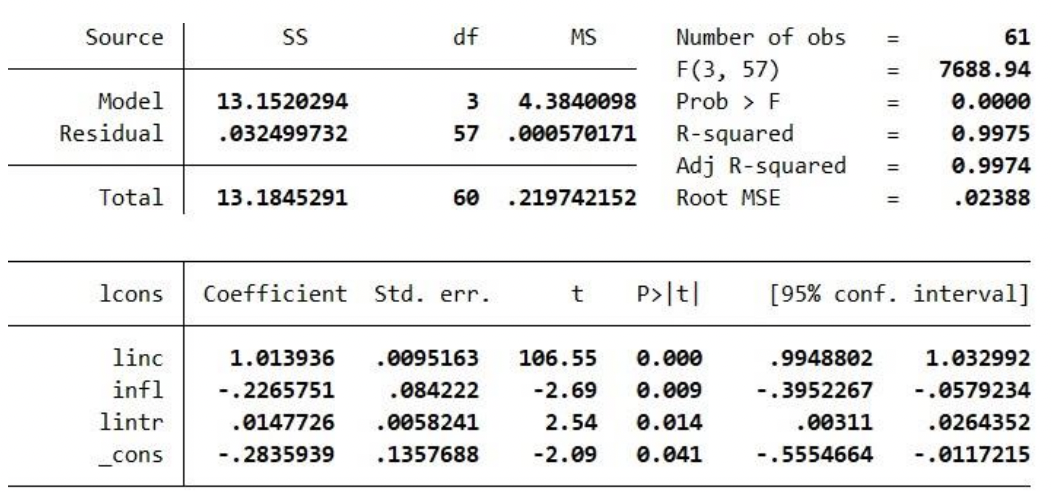 Source SS df MS Number of obs = 61
F(3, 57) = 7688.94
Model 13.1520294 3 4.3840098 Prob > F = 0.0000
Residual .032499732 57 .000570171 R-squared = 0.9975
Adj R-squared = 0.9974
Total 13.1845291 60 .219742152 Root MSE = .02388
lcons Coefficient Std. err. t P>|t| [95% conf. interval]
linc 1.013936 .0095163 106.55 0.000 .9948802 1.032992
infl -.2265751 .084222 -2.69 0.009 -.3952267 -.0579234
lintr .0147726 .0058241 2.54 0.014 .00311 .0264352
_cons -.2835939 .1357688 -2.09 0.041 -.5554664 -.0117215